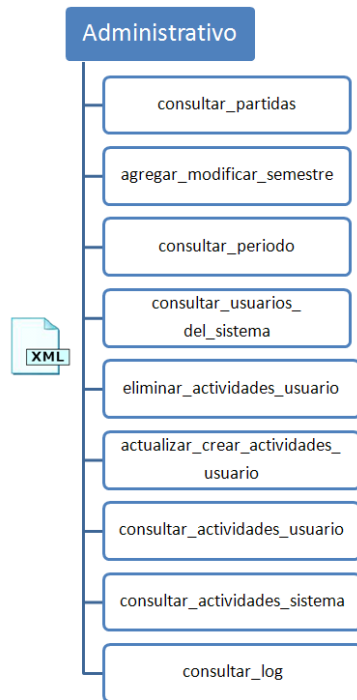 Administrativo
consultar_partidas
agregar_modificar_semestre
consultar_periodo
consultar_usuarios_
del_sistema
XML
eliminar_actividades_usuario
actualizar_crear_actividades_
usuario
consultar_actividades_usuario
consultar_actividades_sistema
consultar_log